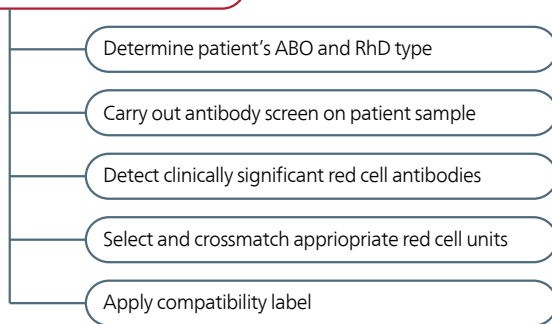 Determine patient's ABO and RhD type
Carry out antibody screen on patient sample
Detect clinically significant red cell antibodies
Select and crossmatch appriopriate red cell units
Apply compatibility label